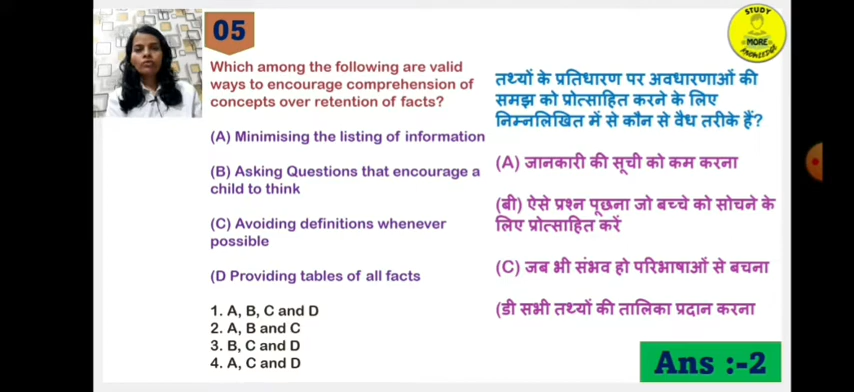 05
Which among the following are valid
ways to encourage comprehension of
concepts over retention of facts?
(A) Minimising the listing of information
(B) Asking Questions that encourage a
child to think
(C) Avoiding definitions whenever
possible
(D Providing tables of all facts
1. A, B, C and D
2. A, B and C
3. B, C and D
4. A, C and D
STUDY
MORE
KNOWLEDGE
तथ्यों के प्रतिधारण पर अवधारणाओं की
समझ को प्रोत्साहित करने के लिए
निम्नलिखित में से कौन से वैध तरीके हैं?
(A) जानकारी की सूची को कम करना
(बी) ऐसे प्रश्न पूछना जो बच्चे को सोचने के
लिए प्रोत्साहित करें
(C) जब भी संभव हो परिभाषाओं से बचना
(डी सभी तथ्यों की तालिका प्रदान करना
Ans :-2